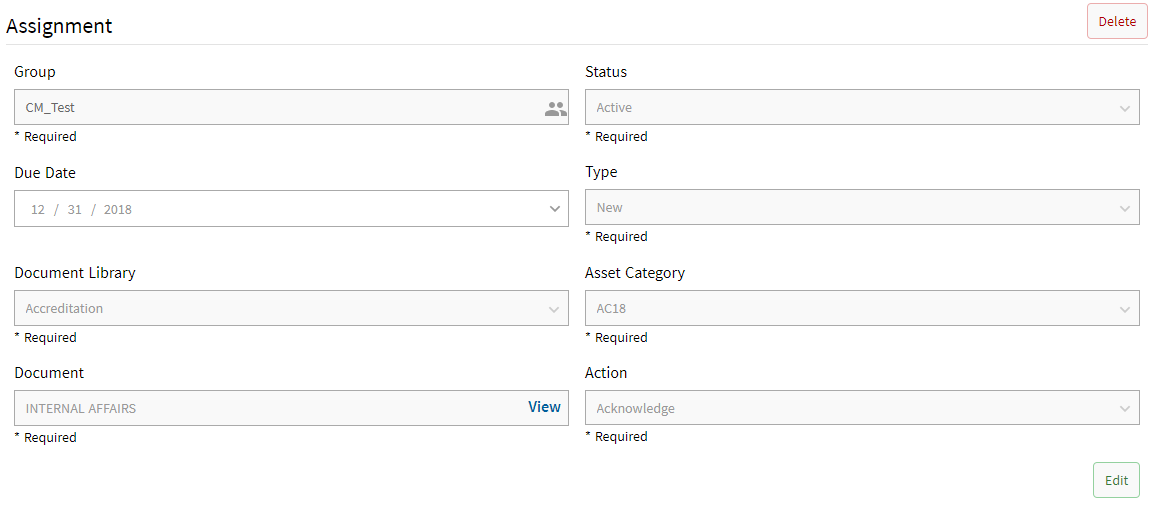 Assignment
Delete
Group
Status
CM_Test
Active
* Required
* Required
Due Date
Type
12 / 31 / 2018
New
* Required
Document Library
Asset Category
Accreditation
AC18
* Required
* Required
Document
Action
INTERNAL AFFAIRS
View
Acknowledge
* Required
* Required
Edit